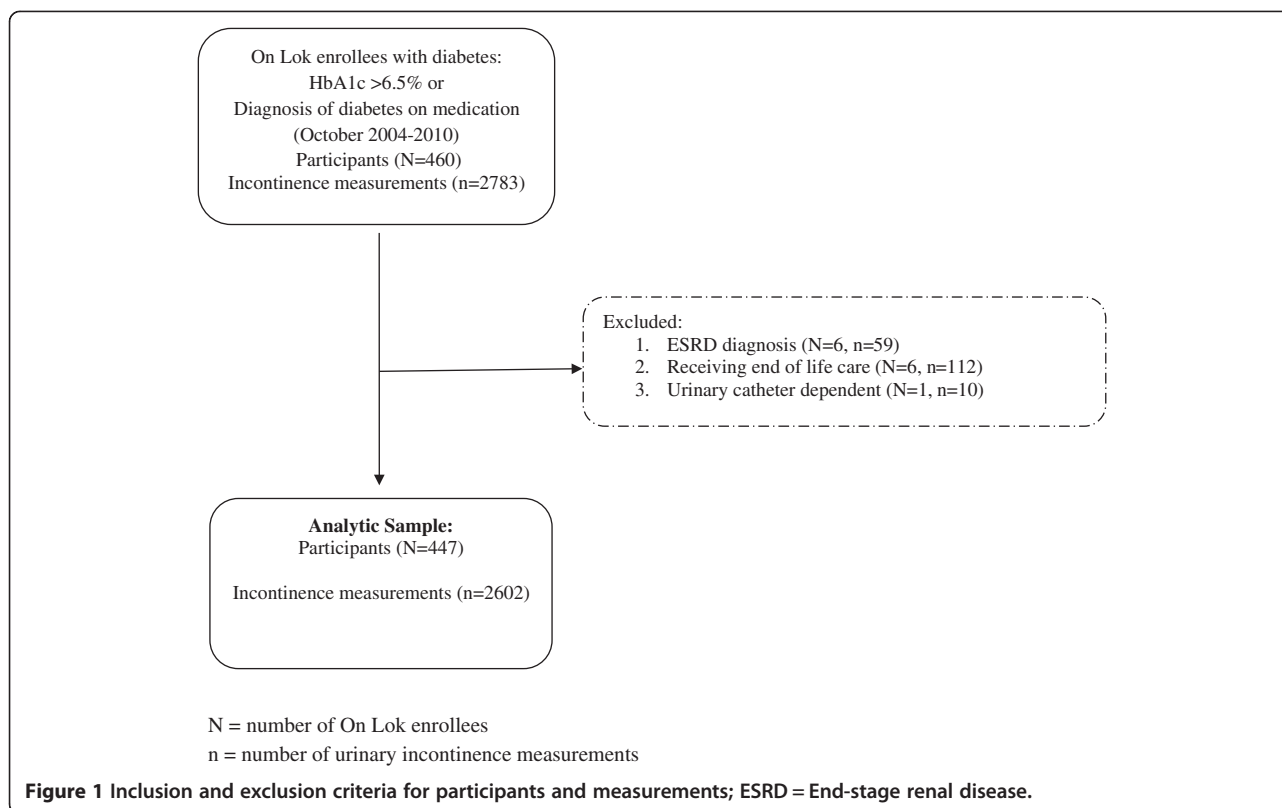 On Lok enrollees with diabetes:
HbA1c >6.5% or
Diagnosis of diabetes on medication
(October 2004-2010)
Participants (N=460)
Incontinence measurements (n=2783)
Excluded:
1. ESRD diagnosis (N=6, n=59)
2. Receiving end of life care (N=6, n=112)
3. Urinary catheter dependent (N=1, n=10)
Analytic Sample:
Participants (N=447)
Incontinence measurements (n=2602)
N = number of On Lok enrollees
n = number of urinary incontinence measurements
Figure 1 Inclusion and exclusion criteria for participants and measurements; ESRD = End-stage renal disease.